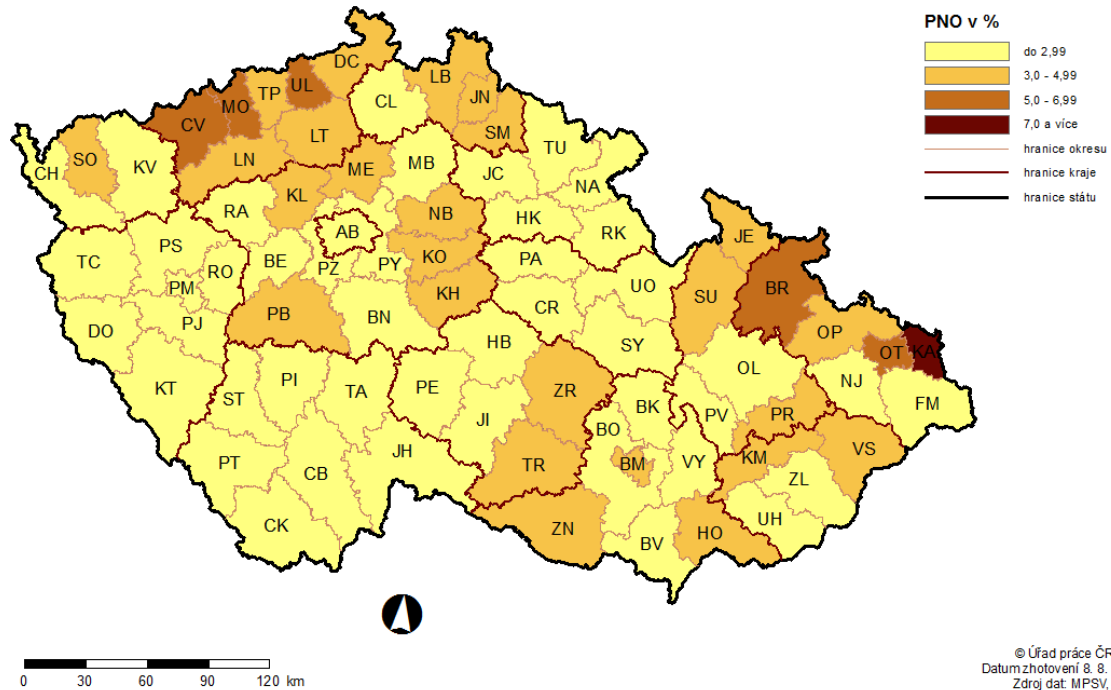 PNO v %
do 2,99
3,0 - 4,99
5,0 - 6,99
7,0 a více
hranice okresu
hranice kraje
hranice státu
DC
UL
TP
MO
CV
LT
LN
LB
JN
CL
SM
CH
SO
KV
ME
MB
JC
TU
NA
KL
RA
NB
HK
RK
AB
TC
PS
RO
BE
PZ
PY
KO
PA
PM
KH
UO
DO
PJ
PB
BN
CR
SY
KT
HB
ST
PI
TA
PE
ZR
JI
PT
CB
JH
TR
CK
JE
SU
BR
OP
OT
KA
OL
NJ
FM
BK
BO
PV
PR
BM
VY
KM
VS
ZL
ZN
BV
HO
UH
0 30 60 90 120 km
© Úřad práce ČR
Datum zhotovení 8. 8.
Zdroj dat: MPSV,